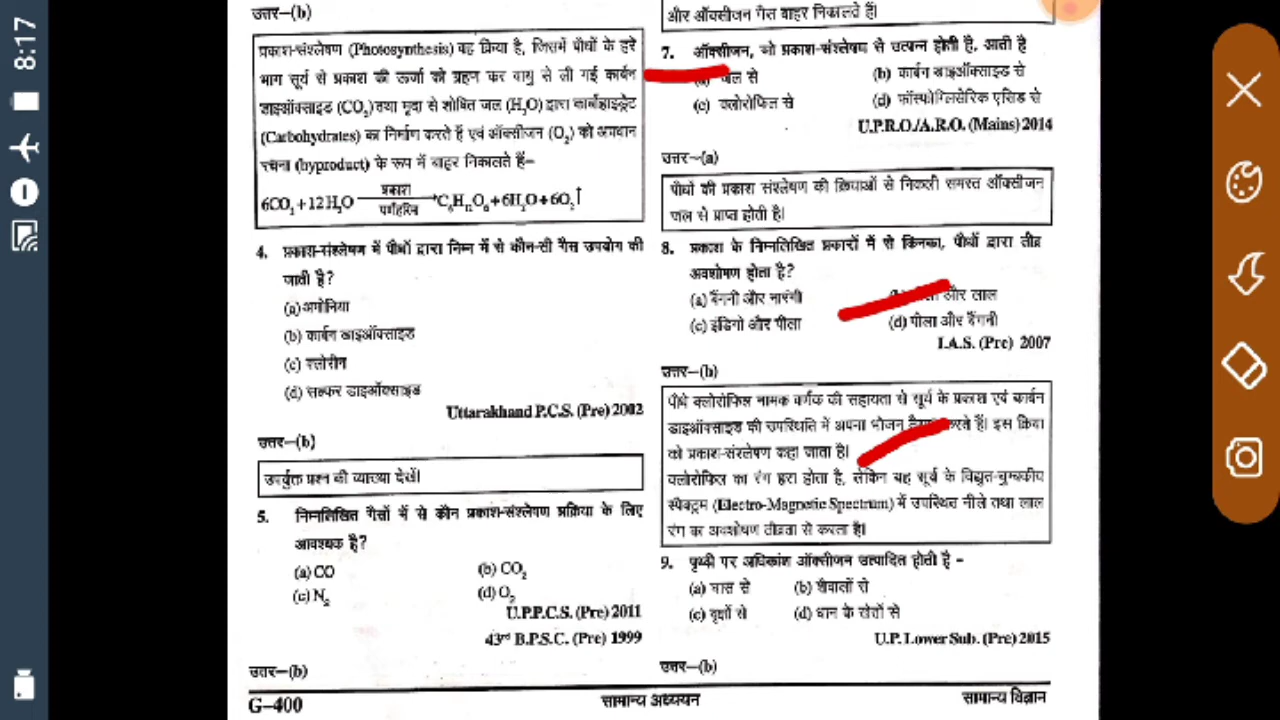 8:17
उत्तर–(b)
प्रकाश-संश्लेषण (Photosynthesis) वह क्रिया है, जिसमें पौधों के हरे
भाग सूर्य से प्रकाश की ऊर्जा को ग्रहण कर वायु से ली गई कार्बन
डाइऑक्साइड (CO₂) तथा मृदा से शोषित जल (H₂O) द्वारा कार्बोहाइड्रेट
(Carbohydrates) का निर्माण करते हैं एवं ऑक्सीजन (O₂) को अपधान
रचना (byproduct) के रूप में बाहर निकालते हैं–
प्रकाश
6CO₂+12H₂O → C₆H₁₂O₆+6H₂O+6O₂↑
पर्णहरित
4. प्रकाश-संश्लेषण में पौधों द्वारा निम्न में से कौन-सी गैस उपयोग की
जाती है?
(a) अमोनिया
(b) कार्बन डाइऑक्साइड
(c) क्लोरीन
(d) सल्फर डाइऑक्साइड
Uttarakhand P.C.S. (Pre) 2002
उत्तर–(b)
उपर्युक्त प्रश्न की व्याख्या देखें।
5. निम्नलिखित गैसों में से कौन प्रकाश-संश्लेषण प्रक्रिया के लिए
आवश्यक है?
(a) CO (b) CO₂
(c) N₂ (d) O₂
U.P.P.C.S. (Pre) 2011
43rd B.P.S.C. (Pre) 1999
उत्तर–(b)
और ऑक्सीजन गैस बाहर निकालते हैं।
7. ऑक्सीजन, जो प्रकाश-संश्लेषण से उत्पन्न होती है, आती है
(a) जल से (b) कार्बन डाइऑक्साइड से
(c) क्लोरोफिल से (d) फॉस्फोग्लिसेरिक एसिड से
U.P.R.O./A.R.O. (Mains) 2014
उत्तर–(a)
पौधों की प्रकाश संश्लेषण की क्रियाओं से निकली समस्त ऑक्सीजन
जल से प्राप्त होती है।
8. प्रकाश के निम्नलिखित प्रकारों में से किनका, पौधों द्वारा तीव्र
अवशोषण होता है?
(a) बैंगनी और नारंगी और लाल
(c) इंडिगो और पीला (d) पीला और बैंगनी
I.A.S. (Pre) 2007
उत्तर–(b)
पौधे क्लोरोफिल नामक वर्णक की सहायता से सूर्य के प्रकाश एवं कार्बन
डाइऑक्साइड की उपस्थिति में अपना भोजन करते हैं। इस क्रिया
को प्रकाश-संश्लेषण कहा जाता है।
क्लोरोफिल का रंग हरा होता है, लेकिन यह सूर्य के विद्युत-चुम्बकीय
स्पेक्ट्रम (Electro-Magnetic Spectrum) में उपस्थित नीले तथा लाल
रंग का अवशोषण तीव्रता से करता है।
9. पृथ्वी पर अधिकांश ऑक्सीजन उत्पादित होती है –
(a) घास से (b) शैवालों से
(c) वृक्षों से (d) धान के खेतों से
U.P. Lower Sub. (Pre) 2015
उत्तर–(b)
G–400 सामान्य अध्ययन सामान्य विज्ञान